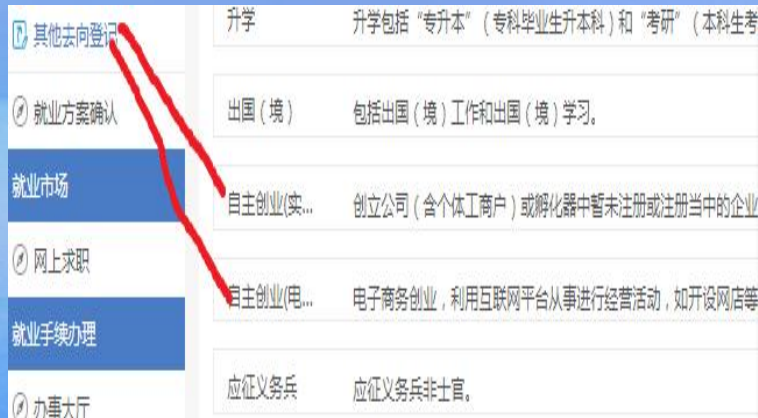 其他去向登记
就业方案确认
就业市场
网上求职
就业手续办理
办事大厅
升学 升学包括“专升本”（专科毕业生升本科）和“考研”（本科生考
出国（境） 包括出国（境）工作和出国（境）学习。
自主创业(实... 创立公司（含个体工商户）或孵化器中暂未注册或注册当中的企业
自主创业(电... 电子商务创业，利用互联网平台从事进行经营活动，如开设网店等
应征义务兵 应征义务兵非士官。